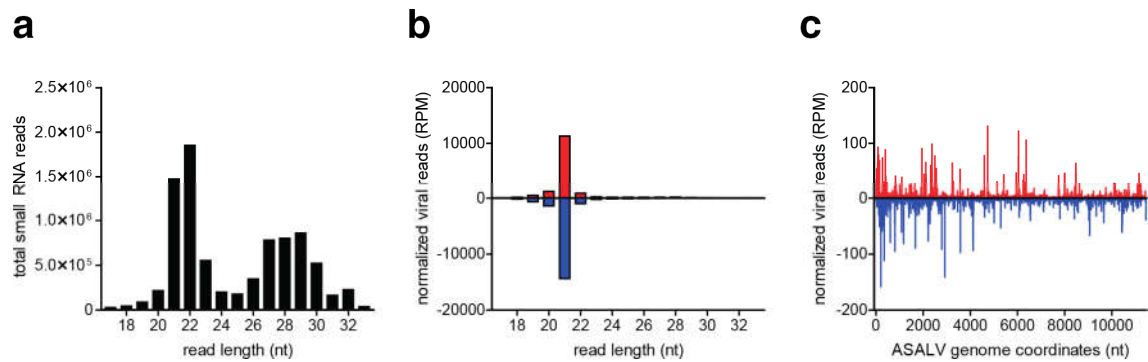 a
total small RNA reads
2.5×10⁶
2.0×10⁶
1.5×10⁶
1.0×10⁶
5.0×10⁵
0
18 20 22 24 26 28 30 32
read length (nt)
b
normalized viral reads (RPM)
20000
10000
0
-10000
-20000
18 20 22 24 26 28 30 32
read length (nt)
c
normalized viral reads (RPM)
200
100
0
-100
-200
0 2000 4000 6000 8000 10000
ASALV genome coordinates (nt)